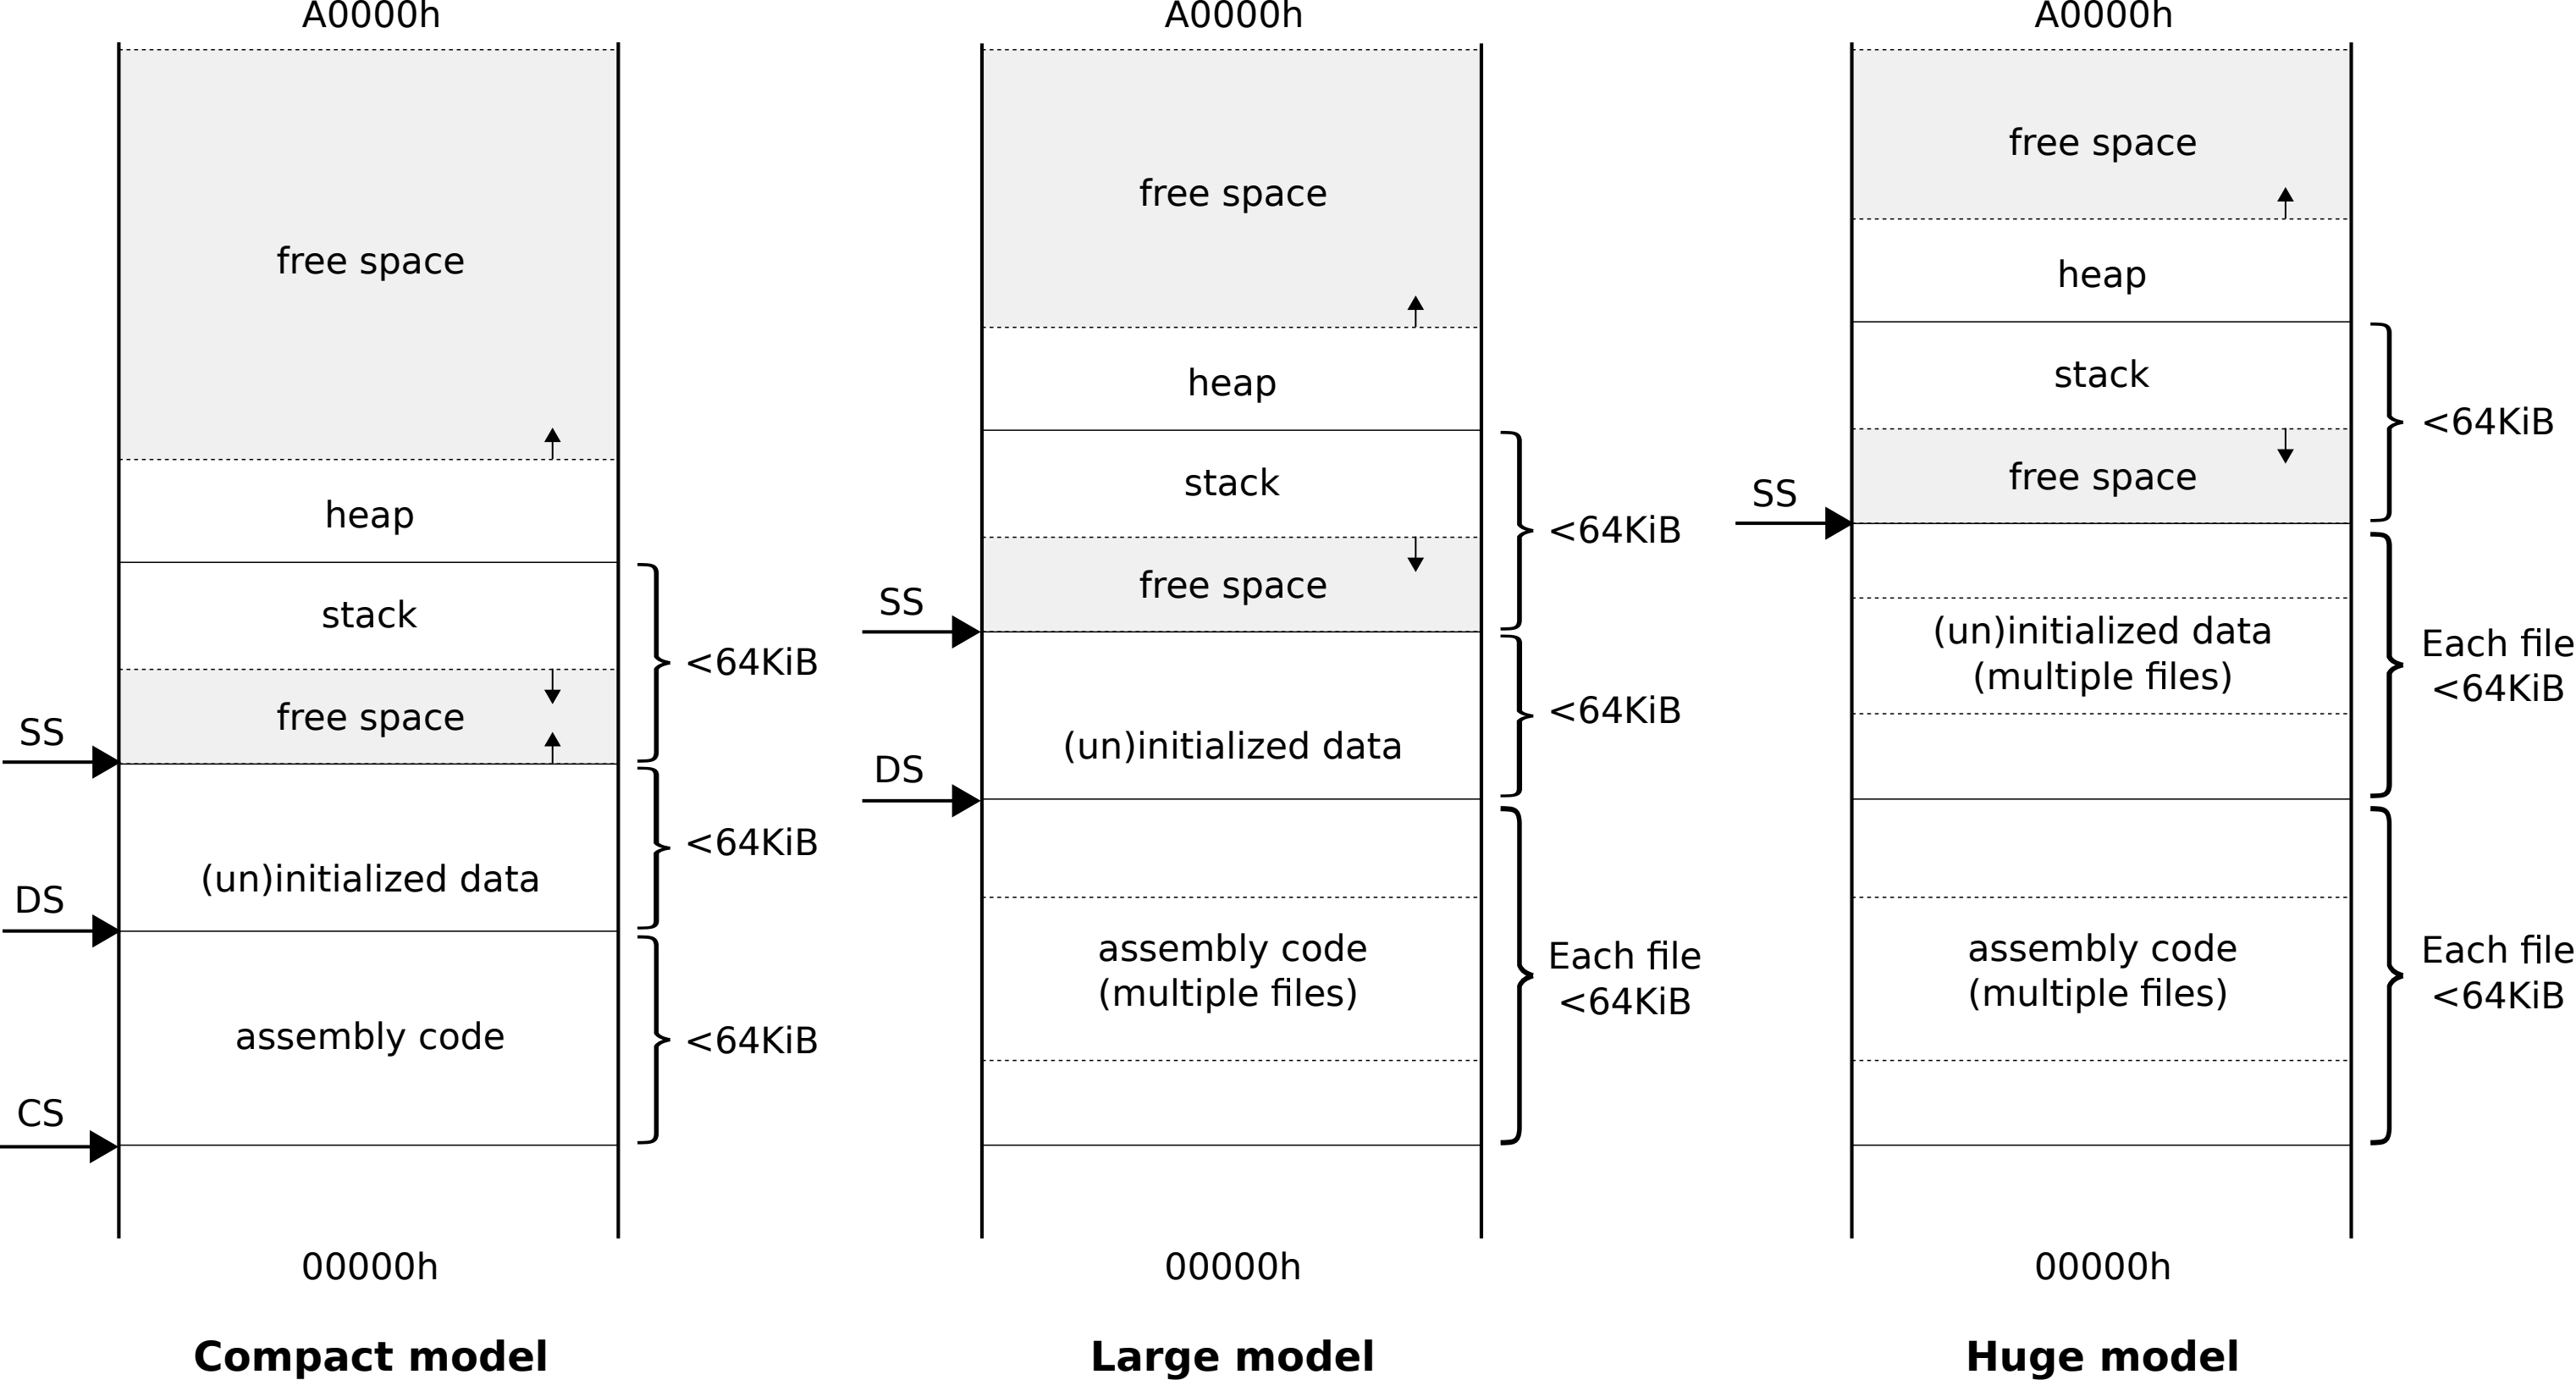 A0000h
free space
heap
stack
<64KiB
free space
SS
<64KiB
(un)initialized data
DS
assembly code
<64KiB
CS
00000h
Compact model
A0000h
free space
heap
stack
<64KiB
free space
SS
<64KiB
(un)initialized data
DS
assembly code
(multiple files)
Each file
<64KiB
00000h
Large model
A0000h
free space
heap
stack
<64KiB
free space
SS
(un)initialized data
(multiple files)
Each file
<64KiB
assembly code
(multiple files)
Each file
<64KiB
00000h
Huge model